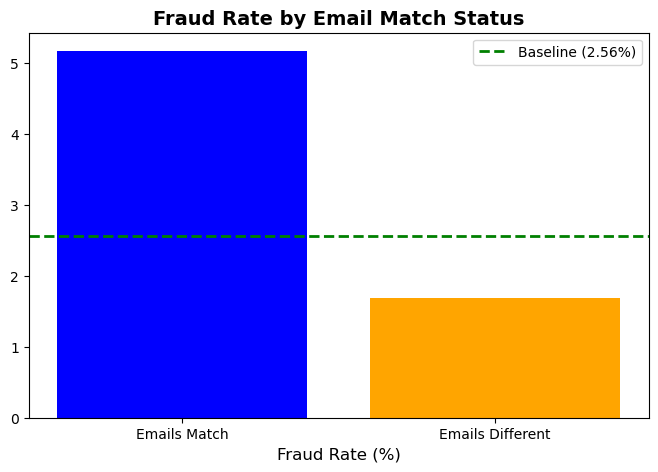 Fraud Rate by Email Match Status
Baseline (2.56%)
5
4
3
2
1
0
Emails Match
Emails Different
Fraud Rate (%)